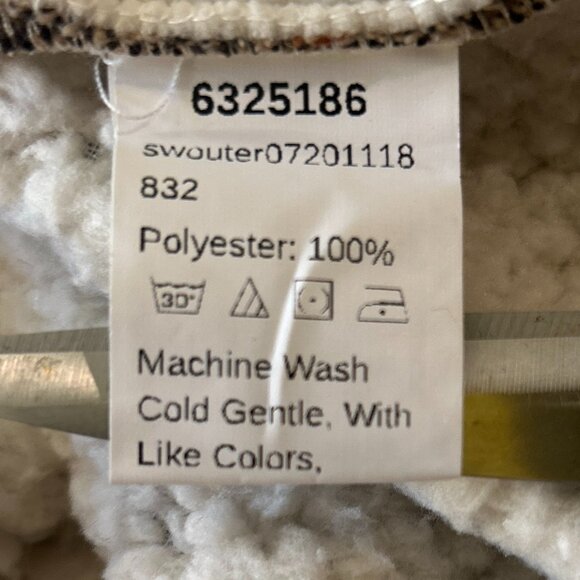 6325186
swouter07201118
832
Polyester: 100%
30°
Machine Wash
Cold Gentle, With
Like Colors,